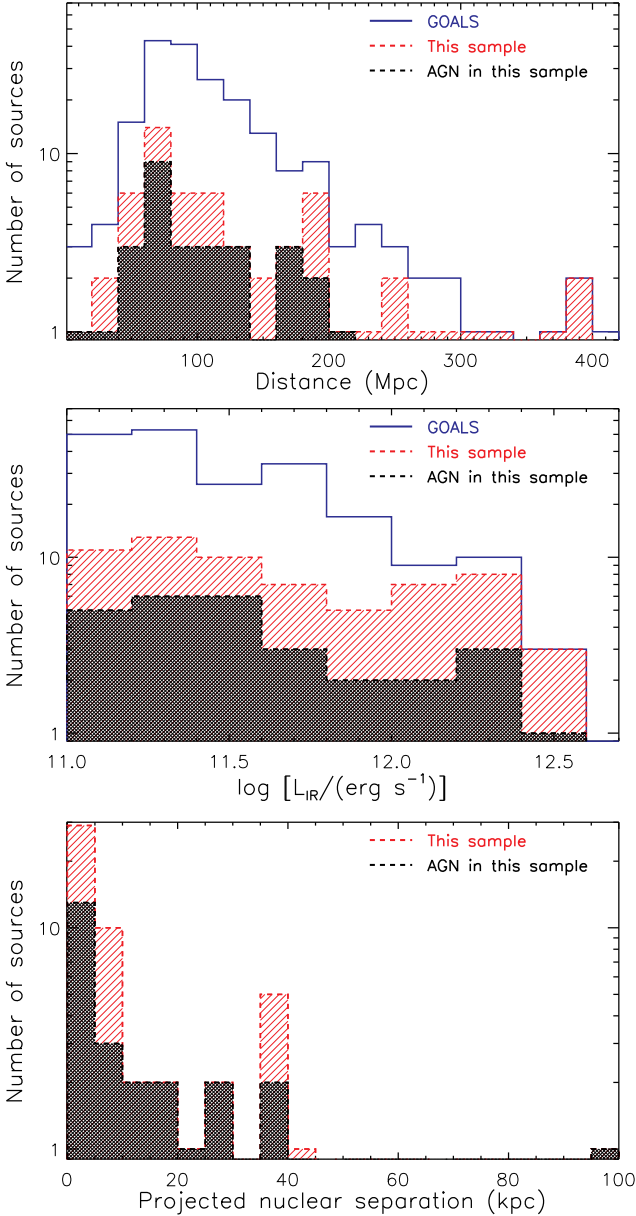 GOALS
This sample
AGN in this sample
Number of sources
10
1
100
200
300
400
Distance (Mpc)
GOALS
This sample
AGN in this sample
Number of sources
10
1
11.0
11.5
12.0
12.5
log [L_IR/(erg s⁻¹)]
This sample
AGN in this sample
Number of sources
10
1
0
20
40
60
80
100
Projected nuclear separation (kpc)